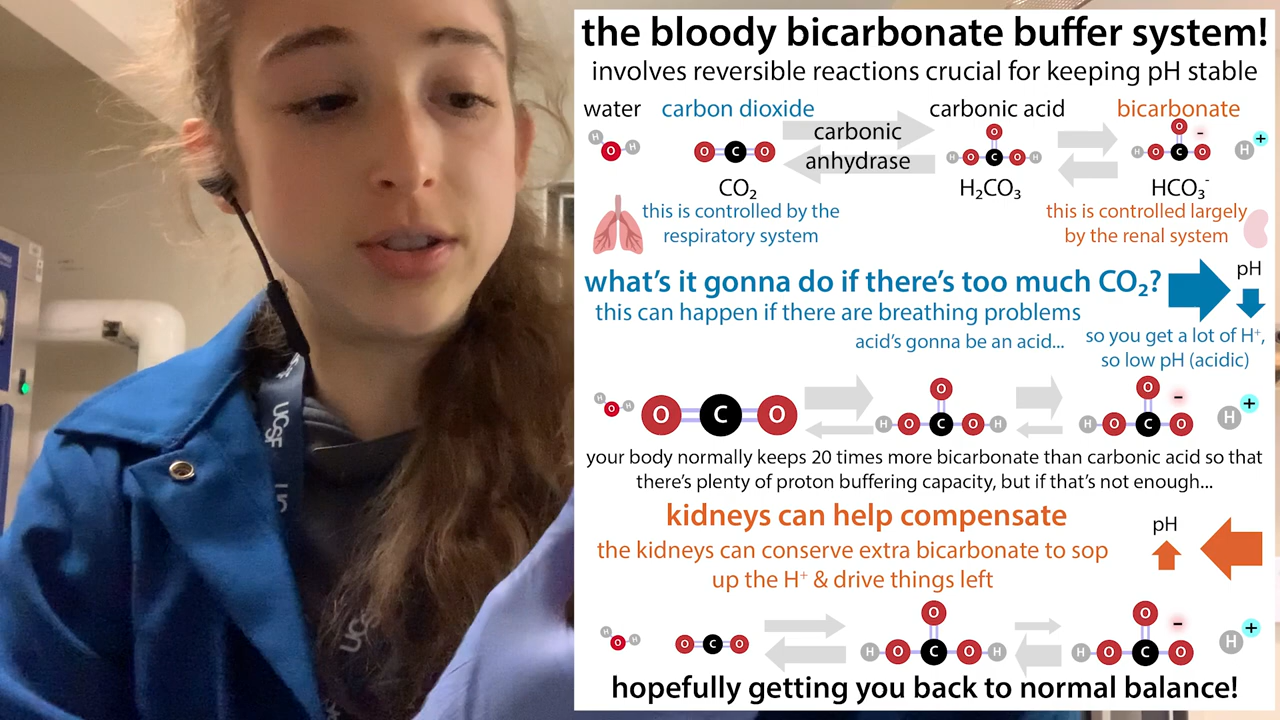 the bloody bicarbonate buffer system!
involves reversible reactions crucial for keeping pH stable
water carbon dioxide carbonic acid bicarbonate
carbonic
anhydrase
H O H O C O H O C O O H H O C O O - H +
CO₂ H₂CO₃ HCO₃⁻
this is controlled by the
respiratory system
this is controlled largely
by the renal system
what's it gonna do if there's too much CO₂? pH
this can happen if there are breathing problems
acid's gonna be an acid...
so you get a lot of H⁺,
so low pH (acidic)
H O H O C O H O C O O H H O C O O - H +
your body normally keeps 20 times more bicarbonate than carbonic acid so that
there's plenty of proton buffering capacity, but if that's not enough...
kidneys can help compensate pH
the kidneys can conserve extra bicarbonate to sop
up the H⁺ & drive things left
H O H O C O H O C O O H H O C O O - H +
hopefully getting you back to normal balance!
UCSF
UC